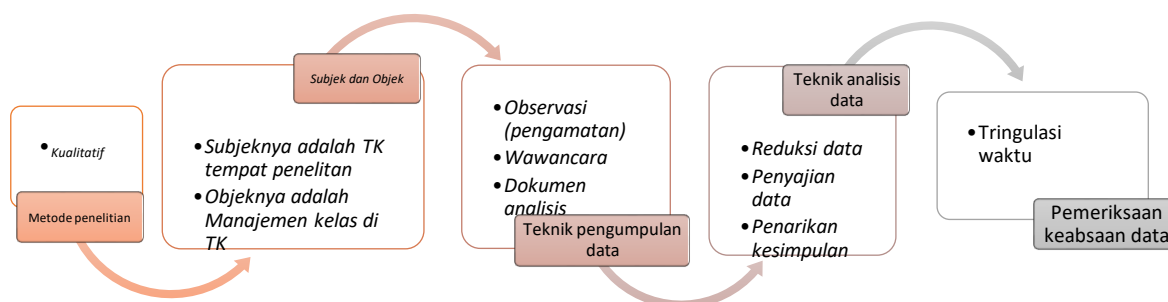 • Kualitatif
Metode penelitian
Subjek dan Objek
• Subjeknya adalah TK
tempat penelitan
• Objeknya adalah
Manajemen kelas di
TK
• Observasi
(pengamatan)
• Wawancara
• Dokumen
analisis
Teknik pengumpulan
data
Teknik analisis
data
• Reduksi data
• Penyajian
data
• Penarikan
kesimpulan
• Tringulasi
waktu
Pemeriksaan
keabsaan data